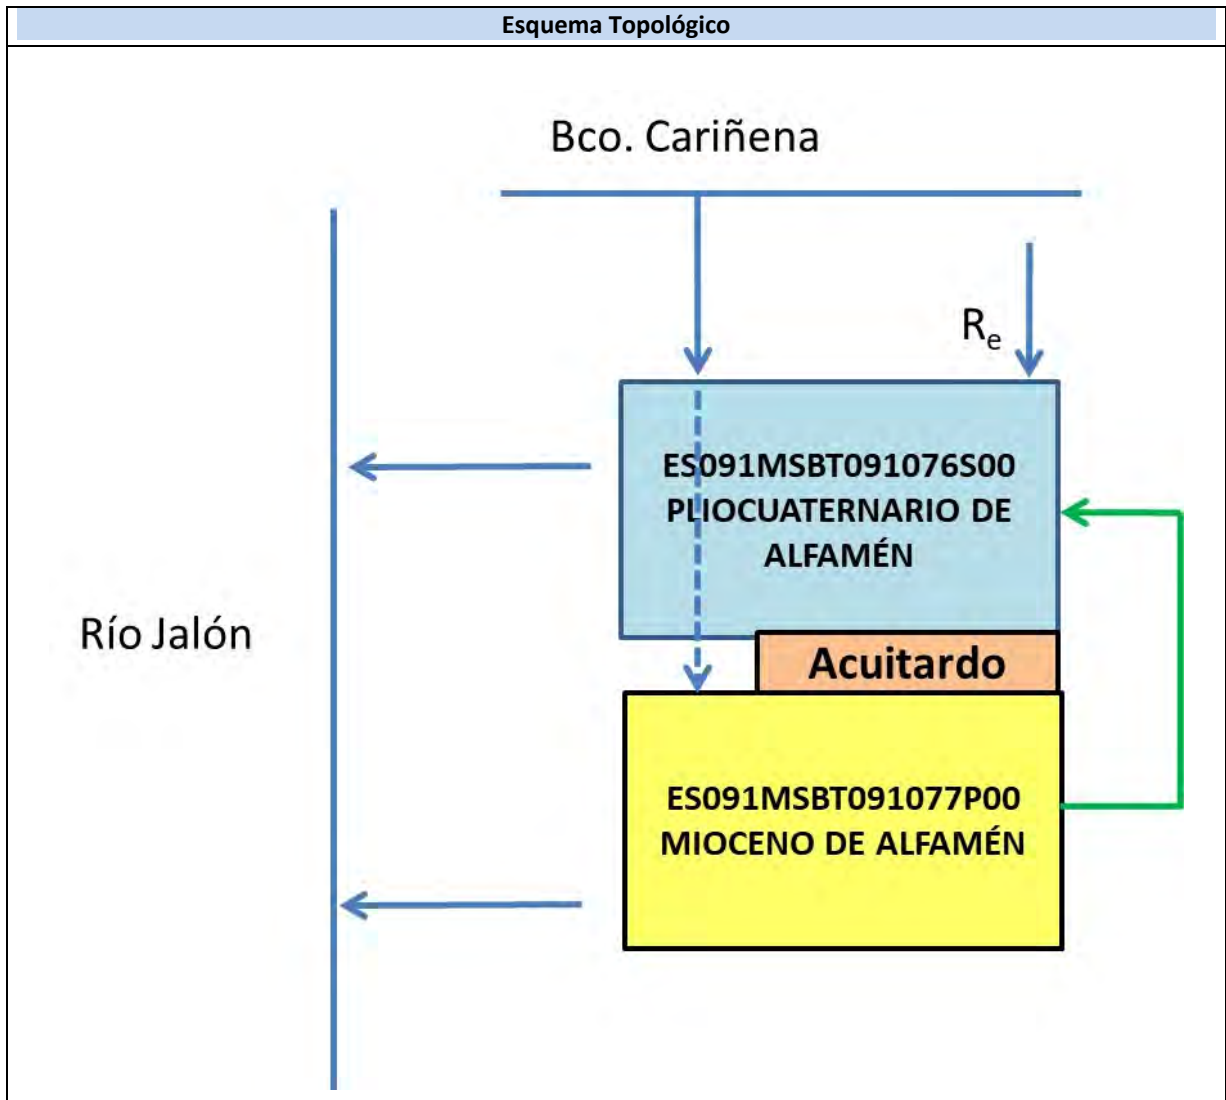 Esquema Topológico
Bco. Cariñena
Re
ES091MSBT091076S00
PLIOCUATERNARIO DE
ALFAMÉN
Río Jalón
Acuitardo
ES091MSBT091077P00
MIOCENO DE ALFAMÉN